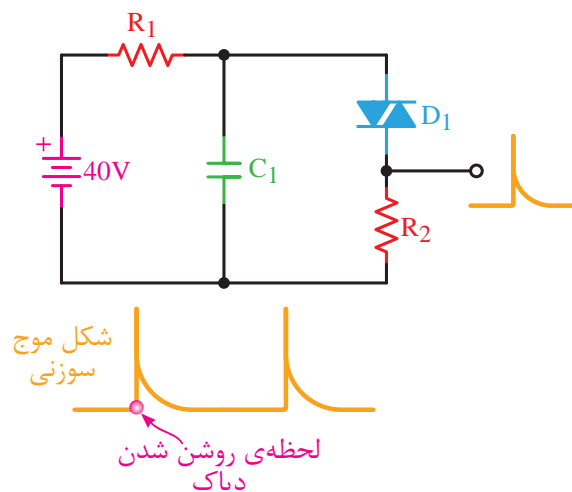 R1
+
40V
C1
D1
R2
شکل موج
سوزنی
لحظه‌ی روشن شدن
دیاک